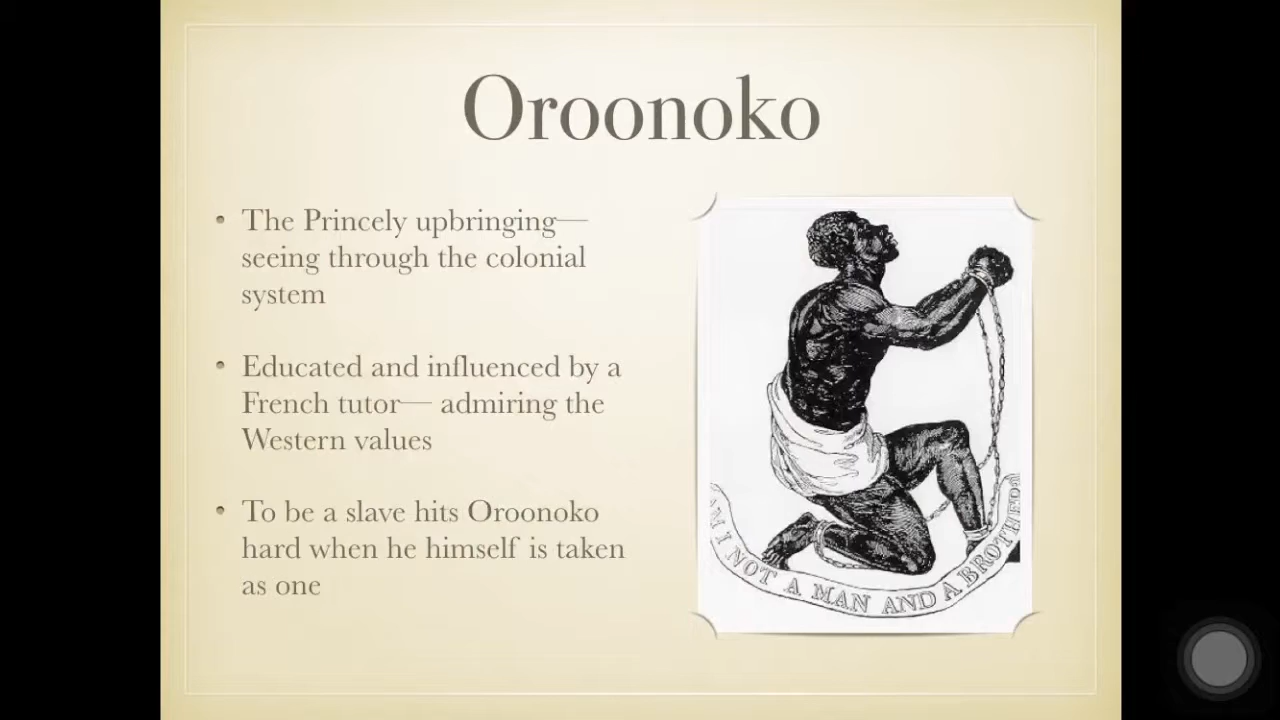 Oroonoko
• The Princely upbringing—
seeing through the colonial
system
• Educated and influenced by a
French tutor— admiring the
Western values
• To be a slave hits Oroonoko
hard when he himself is taken
as one
AM I NOT A MAN AND A BROTHER